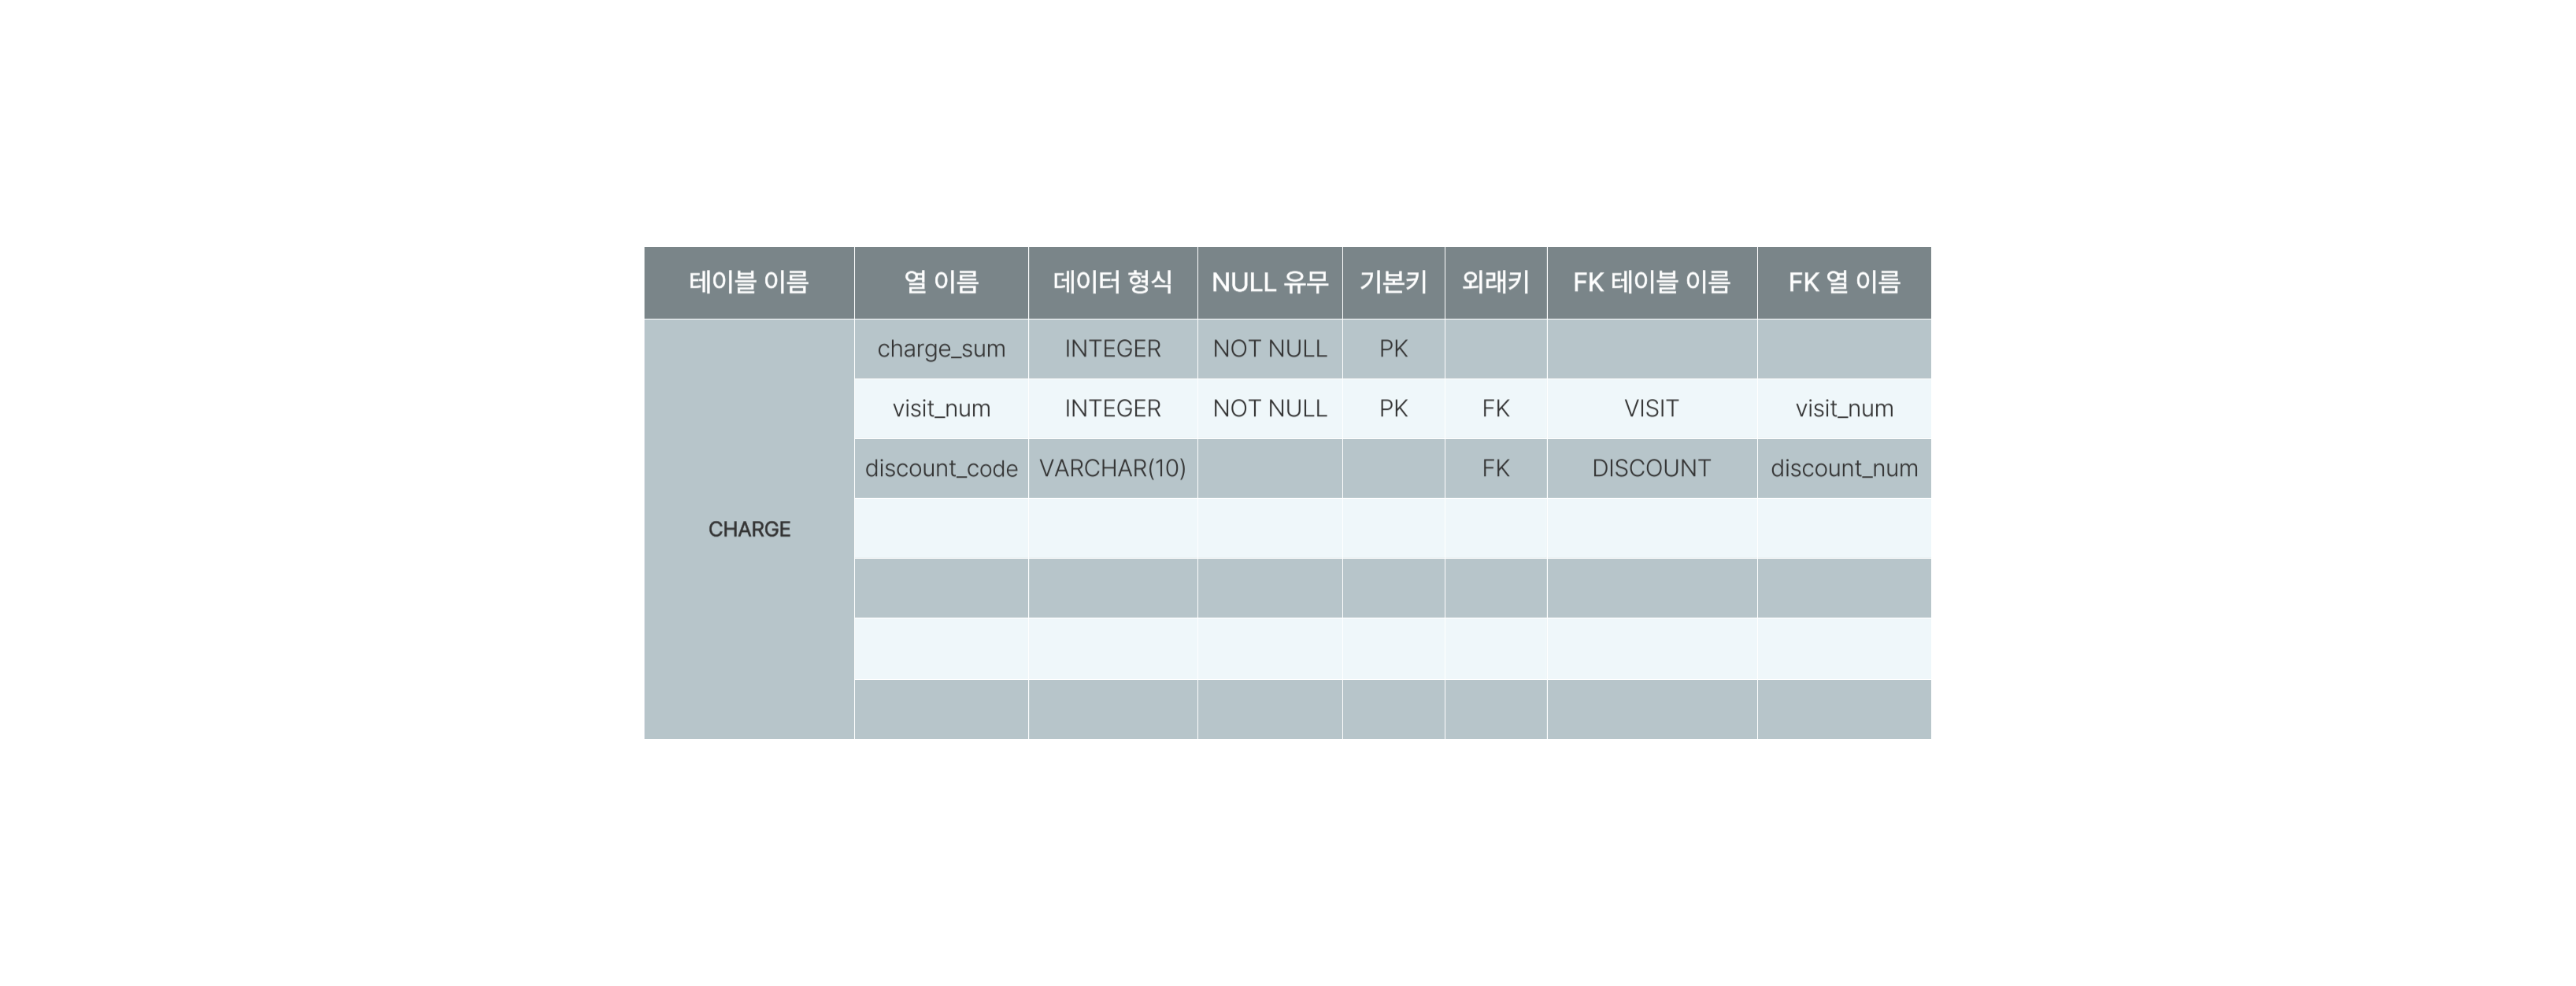 테이블 이름 열 이름 데이터 형식 NULL 유무 기본키 외래키 FK 테이블 이름 FK 열 이름
charge_sum INTEGER NOT NULL PK
visit_num INTEGER NOT NULL PK FK VISIT visit_num
discount_code VARCHAR(10) FK DISCOUNT discount_num
CHARGE